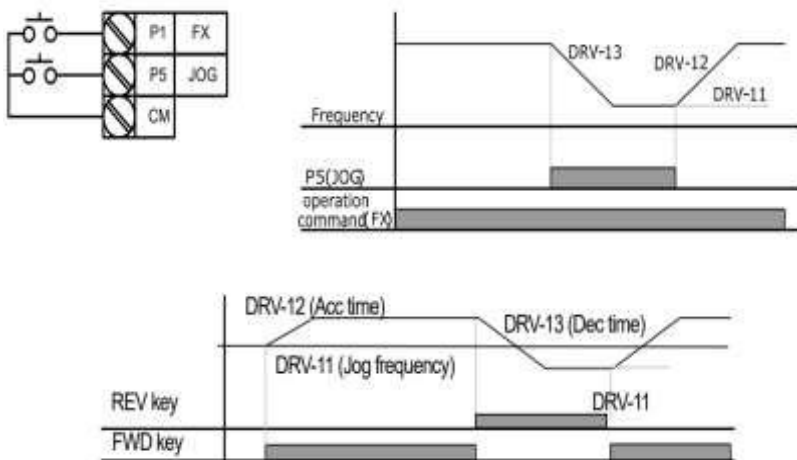 P1 FX
P5 JOG
CM
DRV-13
DRV-12
DRV-11
Frequency
P5(JOG)
operation
command(FX)
DRV-12 (Acc time)
DRV-13 (Dec time)
DRV-11 (Jog frequency)
REV key
DRV-11
FWD key